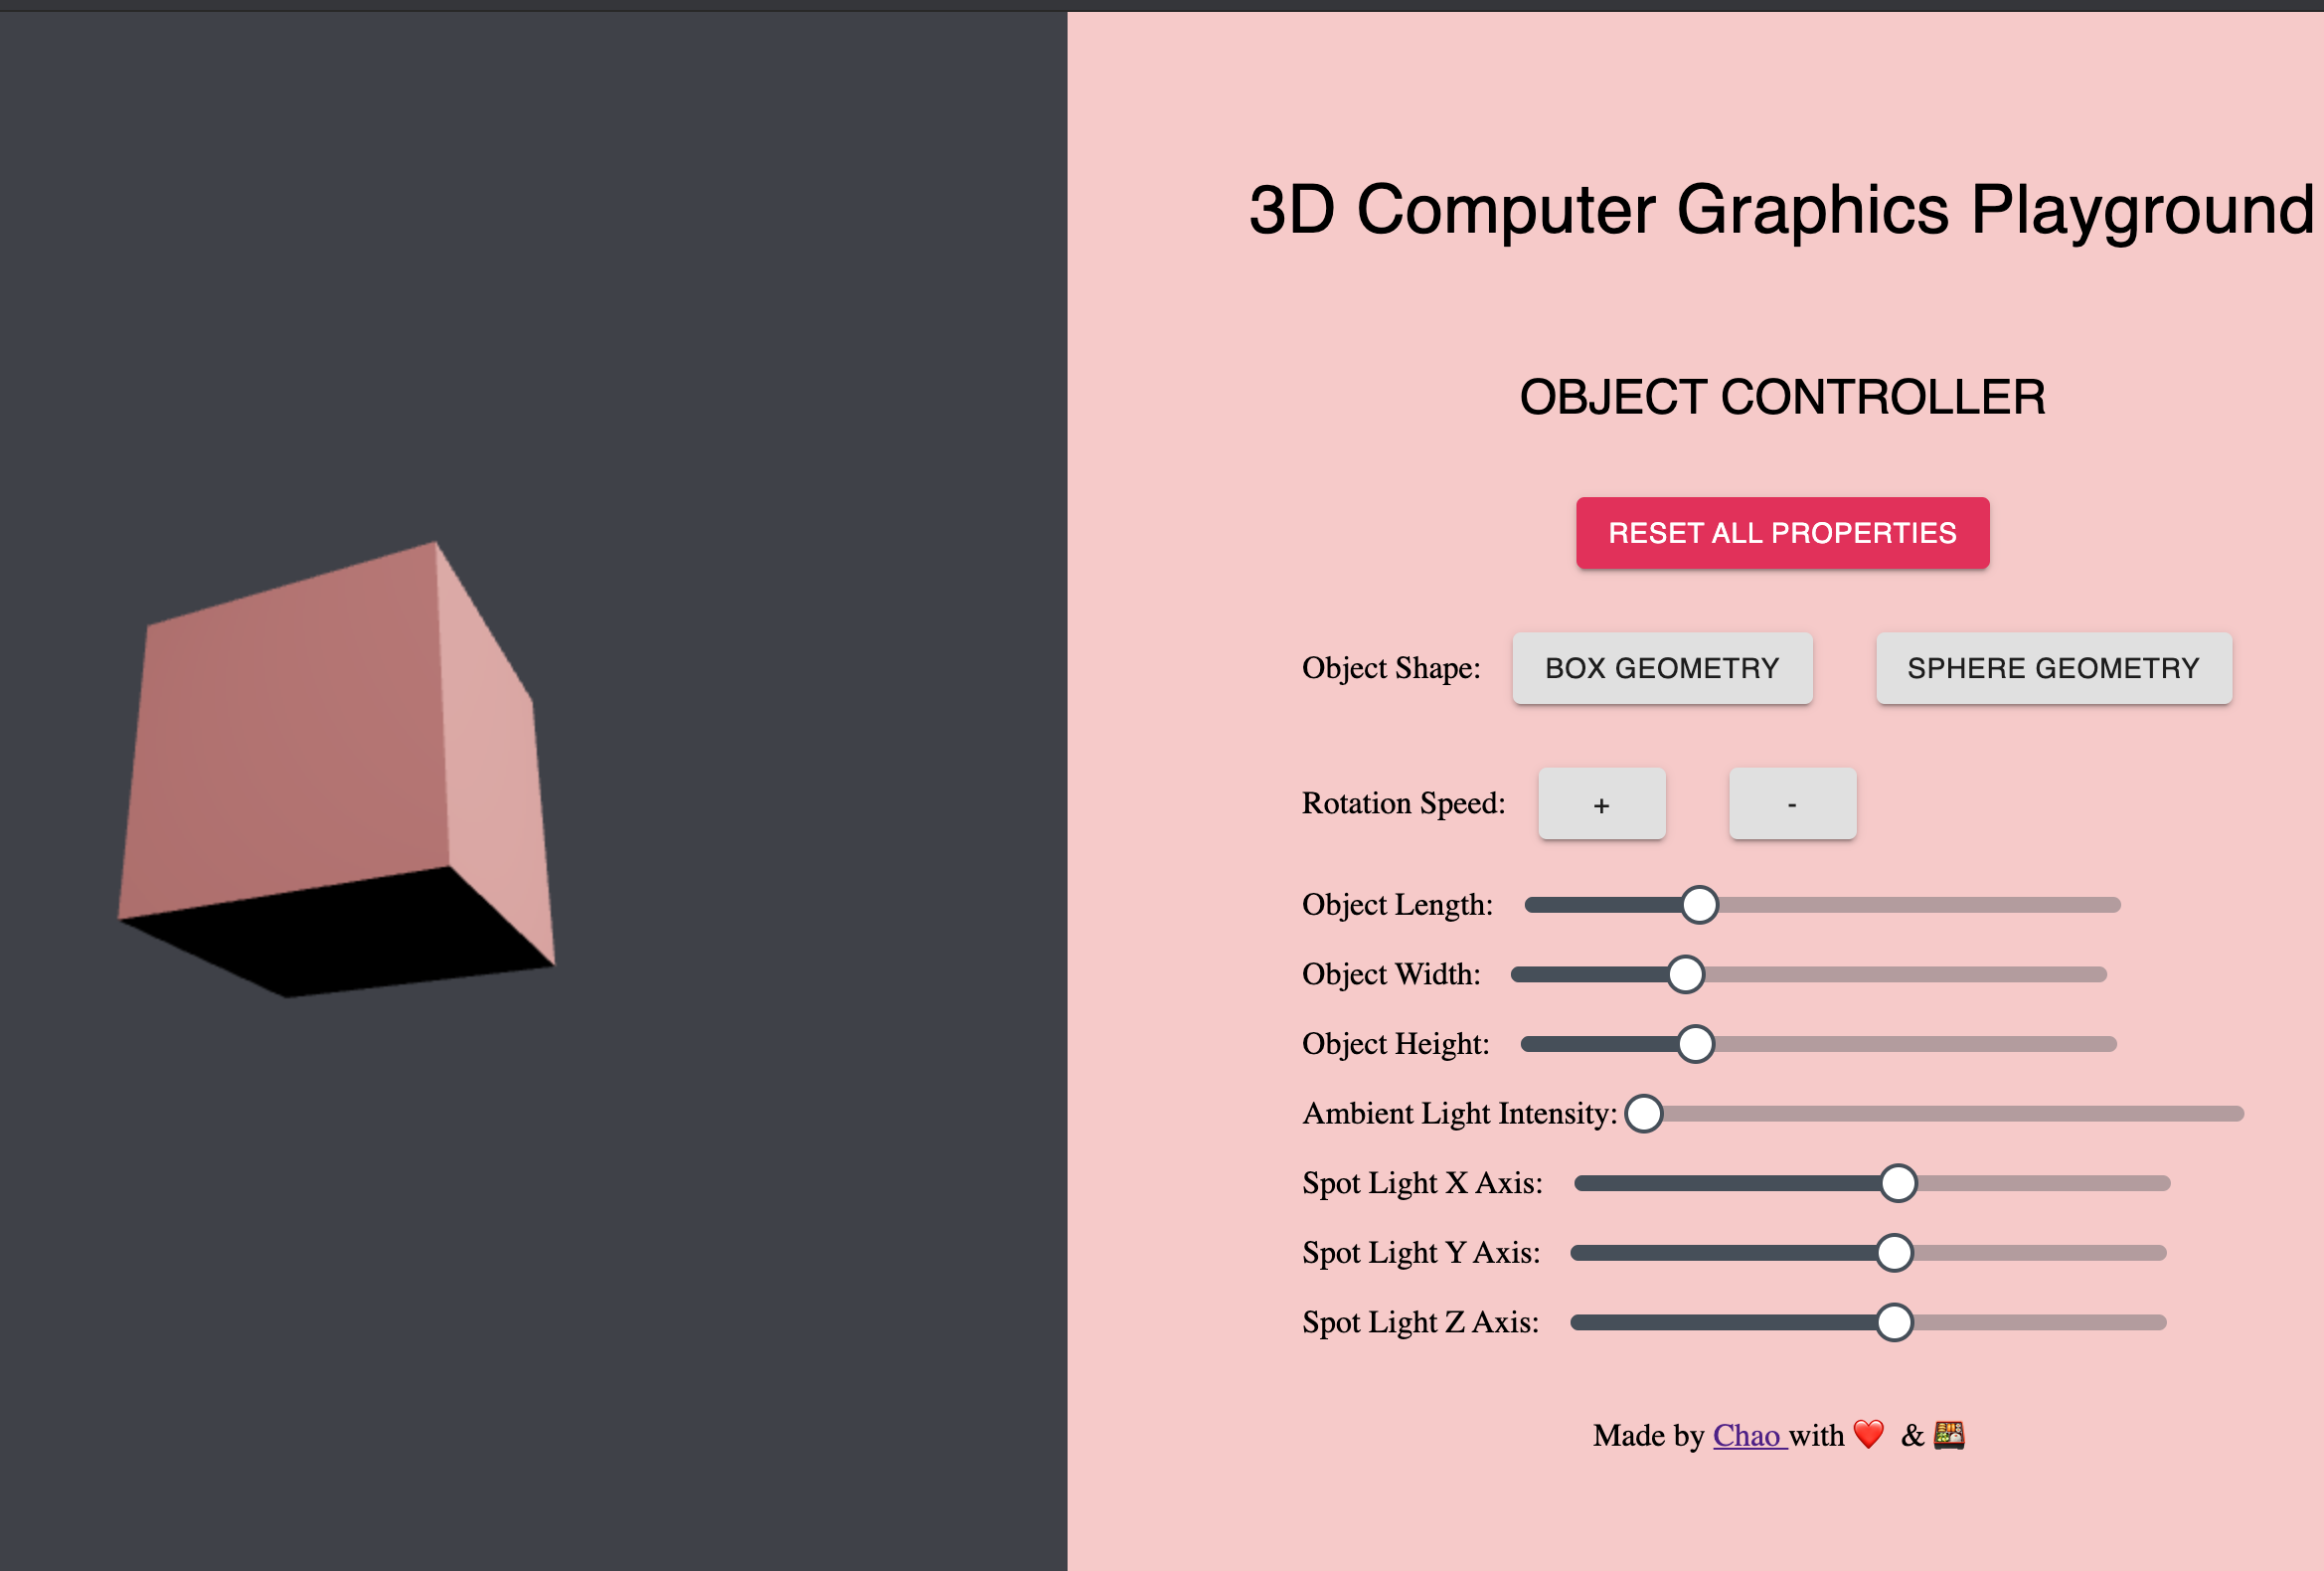 3D Computer Graphics Playground
OBJECT CONTROLLER
RESET ALL PROPERTIES
Object Shape: BOX GEOMETRY SPHERE GEOMETRY
Rotation Speed: + -
Object Length:
Object Width:
Object Height:
Ambient Light Intensity:
Spot Light X Axis:
Spot Light Y Axis:
Spot Light Z Axis:
Made by Chao with ❤️ & 🍱